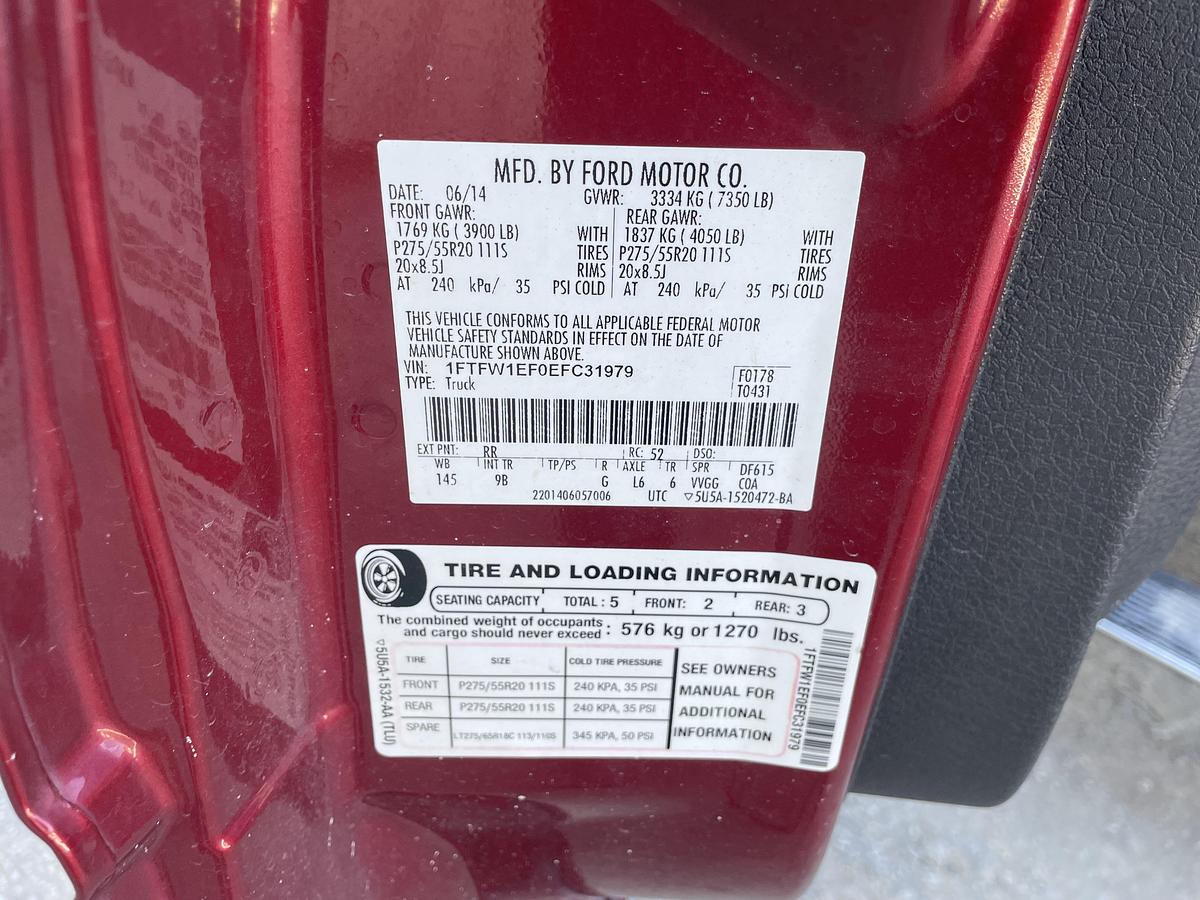 MFD. BY FORD MOTOR CO.
DATE: 06/14 GVWR: 3334 KG ( 7350 LB)
FRONT GAWR: REAR GAWR:
1769 KG ( 3900 LB) WITH 1837 KG ( 4050 LB) WITH
P275/55R20 111S TIRES P275/55R20 111S TIRES
20x8.5J RIMS 20x8.5J RIMS
AT 240 kPa/ 35 PSI COLD AT 240 kPa/ 35 PSI COLD
THIS VEHICLE CONFORMS TO ALL APPLICABLE FEDERAL MOTOR
VEHICLE SAFETY STANDARDS IN EFFECT ON THE DATE OF
MANUFACTURE SHOWN ABOVE.
VIN: 1FTFW1EF0EFC31979 F0178
TYPE: Truck T0431
EXT PNT: RR RC: 52 DSO:
WB INT TR TP/PS R AXLE TR SPR DF615
145 9B G L6 6 VVGG COA
2201406057006 UTC ▽5U5A-1520472-BA
TIRE AND LOADING INFORMATION
SEATING CAPACITY TOTAL : 5 FRONT: 2 REAR: 3
The combined weight of occupants
and cargo should never exceed : 576 kg or 1270 lbs.
TIRE SIZE COLD TIRE PRESSURE
FRONT P275/55R20 111S 240 KPA, 35 PSI
REAR P275/55R20 111S 240 KPA, 35 PSI
SPARE LT275/65R18C 113/110S 345 KPA, 50 PSI
SEE OWNERS
MANUAL FOR
ADDITIONAL
INFORMATION
▽5U5A-1532-AA (TLU)
1FTFW1EF0EFC31979